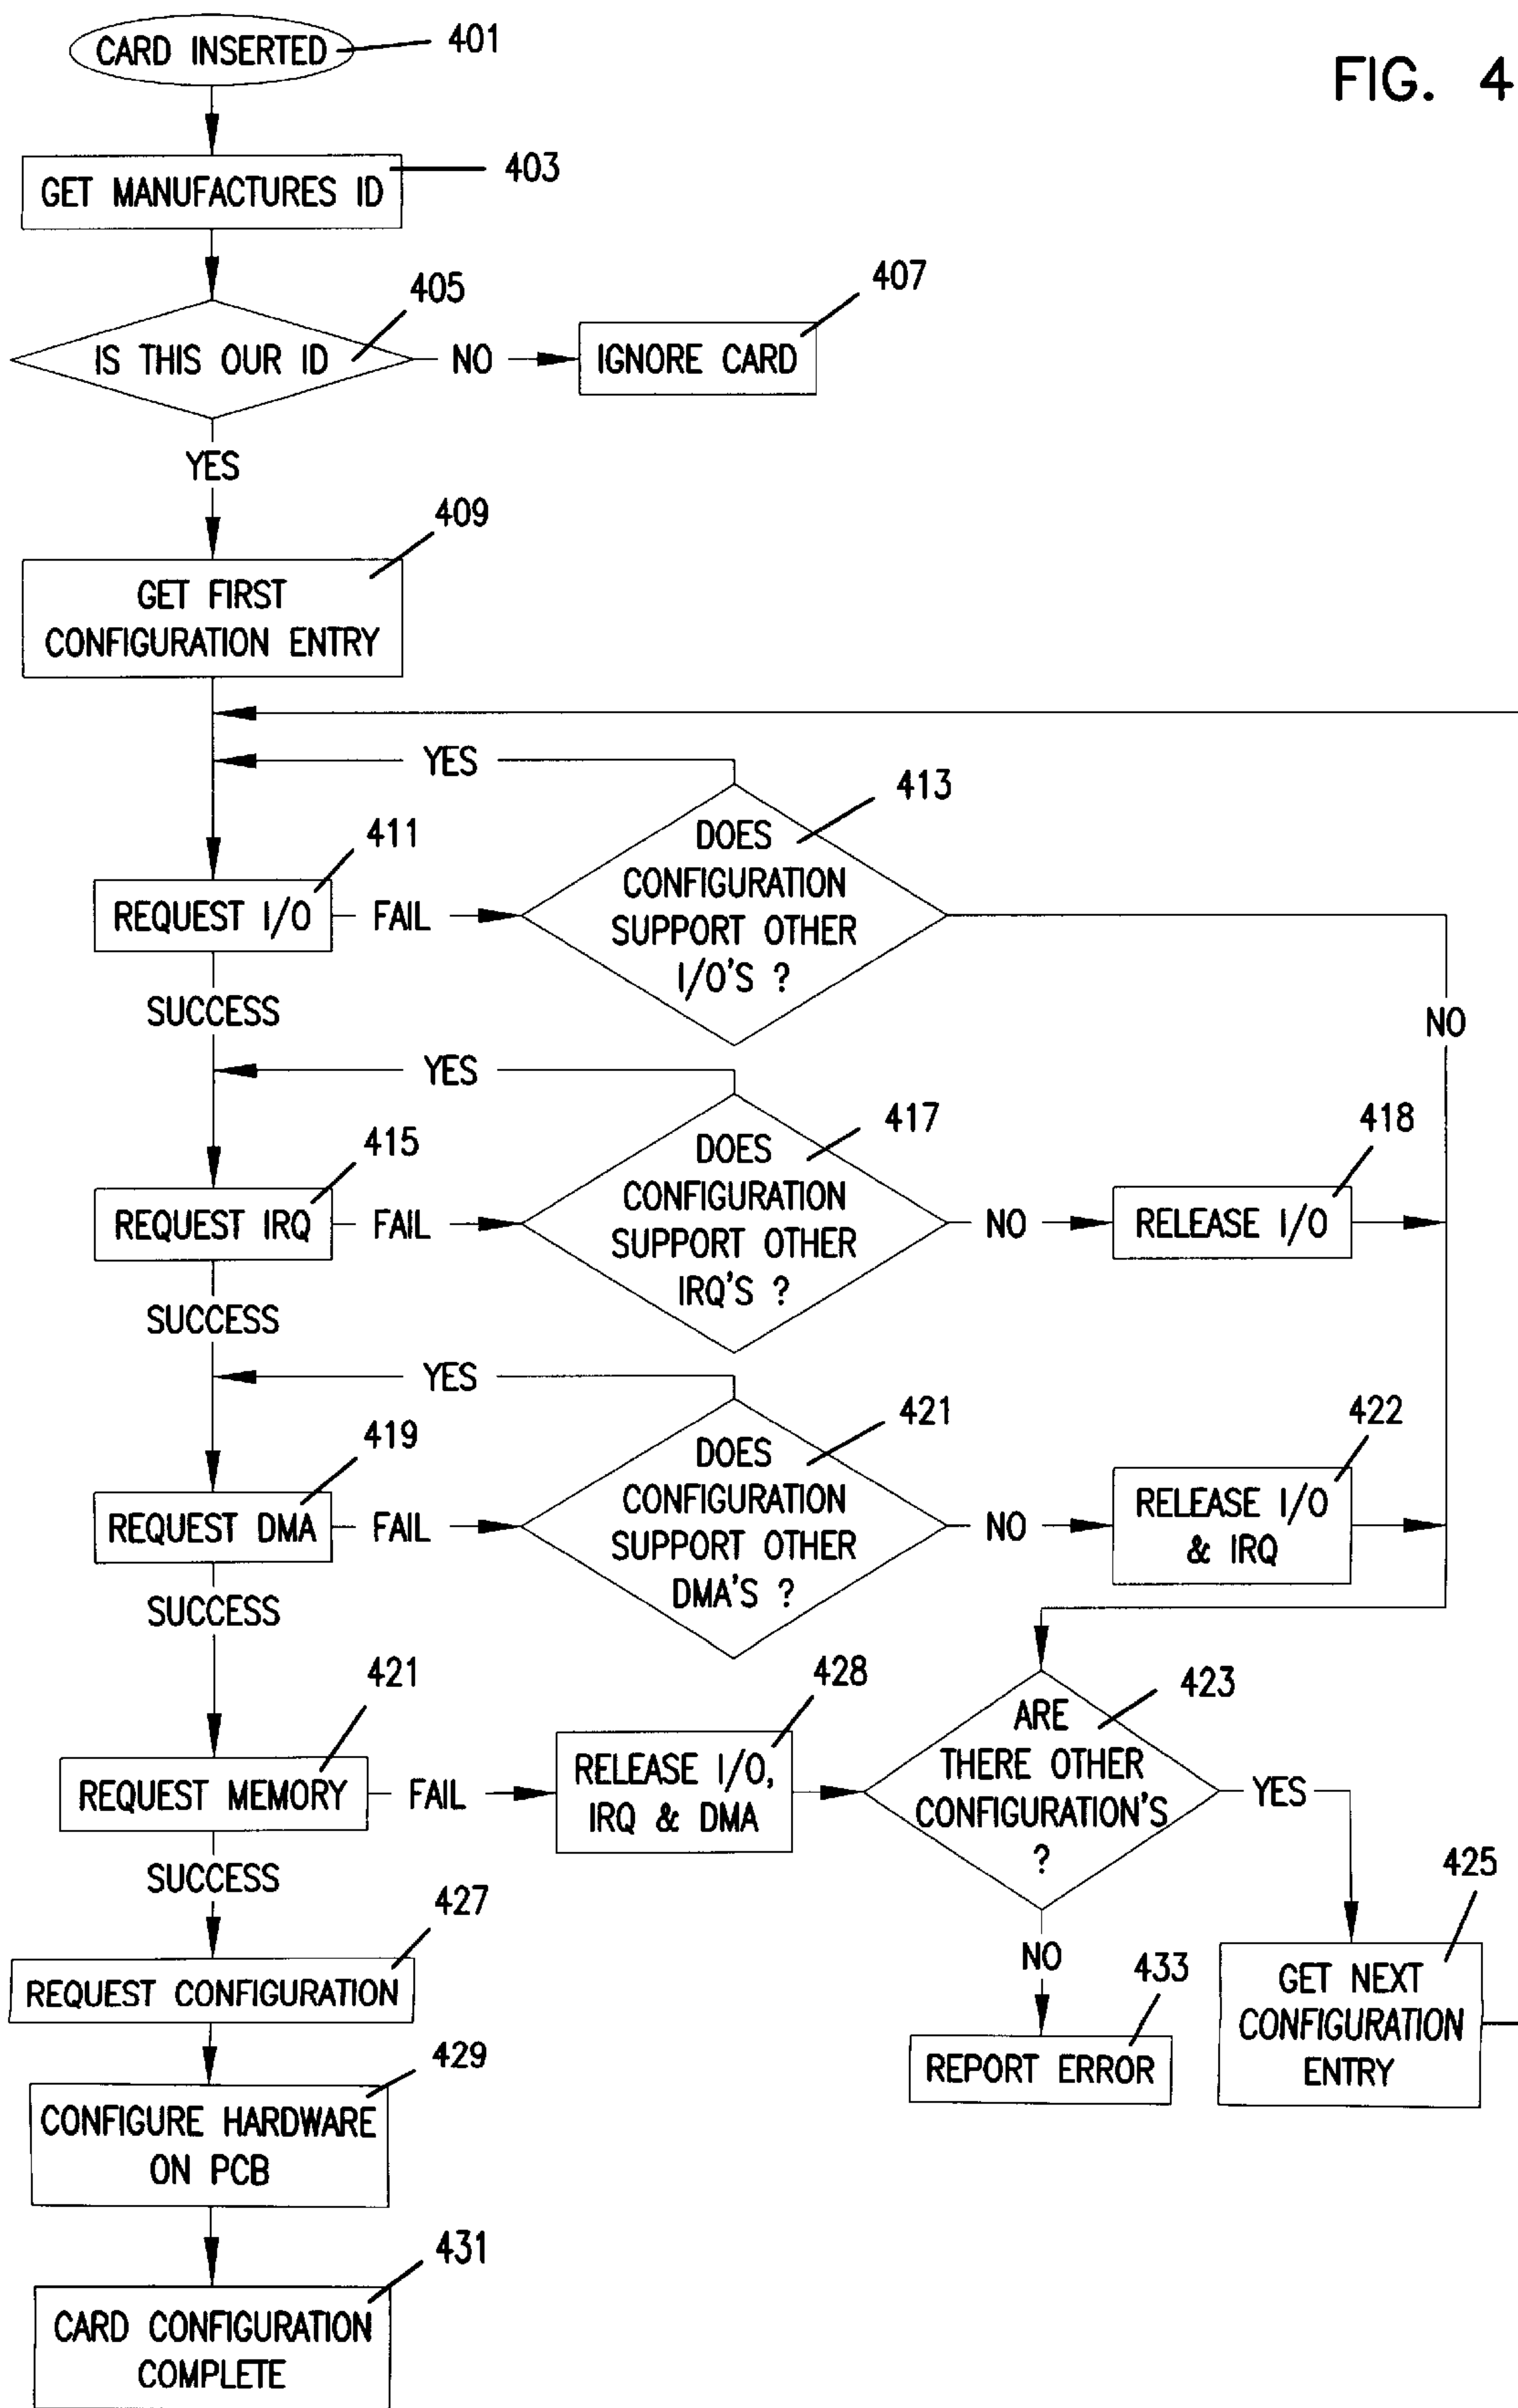 FIG. 4
CARD INSERTED
401
GET MANUFACTURES ID
403
IS THIS OUR ID
405
NO
IGNORE CARD
407
YES
GET FIRST
CONFIGURATION ENTRY
409
YES
REQUEST I/O
411
FAIL
DOES
CONFIGURATION
SUPPORT OTHER
I/O'S ?
413
NO
SUCCESS
YES
REQUEST IRQ
415
FAIL
DOES
CONFIGURATION
SUPPORT OTHER
IRQ'S ?
417
NO
RELEASE I/O
418
SUCCESS
YES
REQUEST DMA
419
FAIL
DOES
CONFIGURATION
SUPPORT OTHER
DMA'S ?
421
NO
RELEASE I/O
& IRQ
422
SUCCESS
REQUEST MEMORY
421
FAIL
RELEASE I/O,
IRQ & DMA
428
ARE
THERE OTHER
CONFIGURATION'S
?
423
YES
GET NEXT
CONFIGURATION
ENTRY
425
NO
REPORT ERROR
433
SUCCESS
REQUEST CONFIGURATION
427
CONFIGURE HARDWARE
ON PCB
429
CARD CONFIGURATION
COMPLETE
431